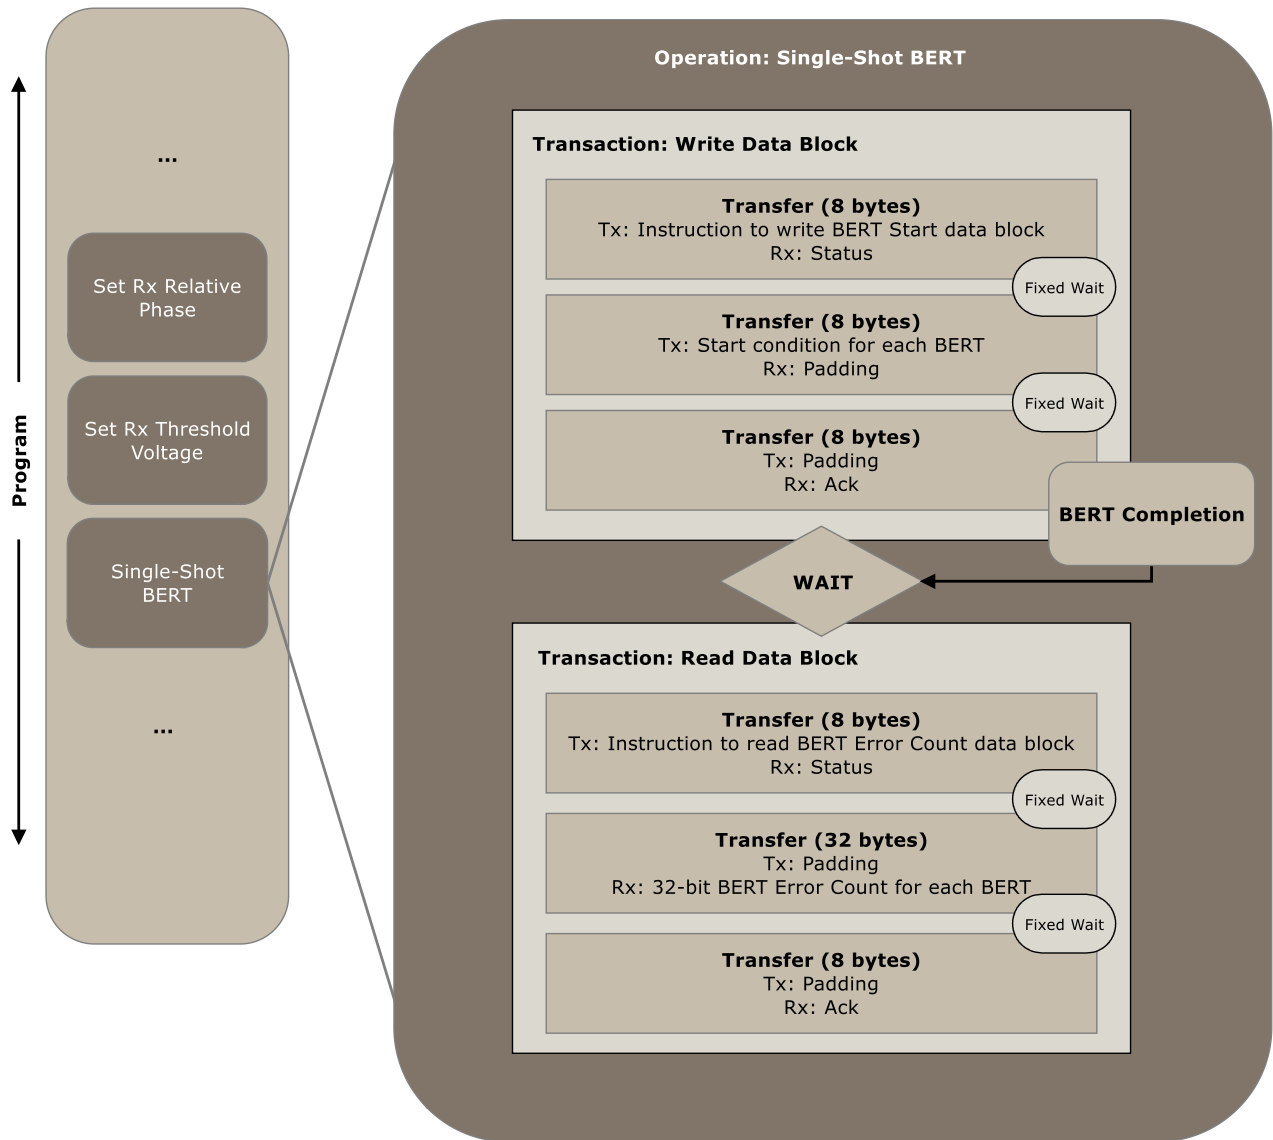 Program
...
Set Rx Relative
Phase
Set Rx Threshold
Voltage
Single-Shot
BERT
...
Operation: Single-Shot BERT
Transaction: Write Data Block
Transfer (8 bytes)
Tx: Instruction to write BERT Start data block
Rx: Status
Fixed Wait
Transfer (8 bytes)
Tx: Start condition for each BERT
Rx: Padding
Fixed Wait
Transfer (8 bytes)
Tx: Padding
Rx: Ack
BERT Completion
WAIT
Transaction: Read Data Block
Transfer (8 bytes)
Tx: Instruction to read BERT Error Count data block
Rx: Status
Fixed Wait
Transfer (32 bytes)
Tx: Padding
Rx: 32-bit BERT Error Count for each BERT
Fixed Wait
Transfer (8 bytes)
Tx: Padding
Rx: Ack